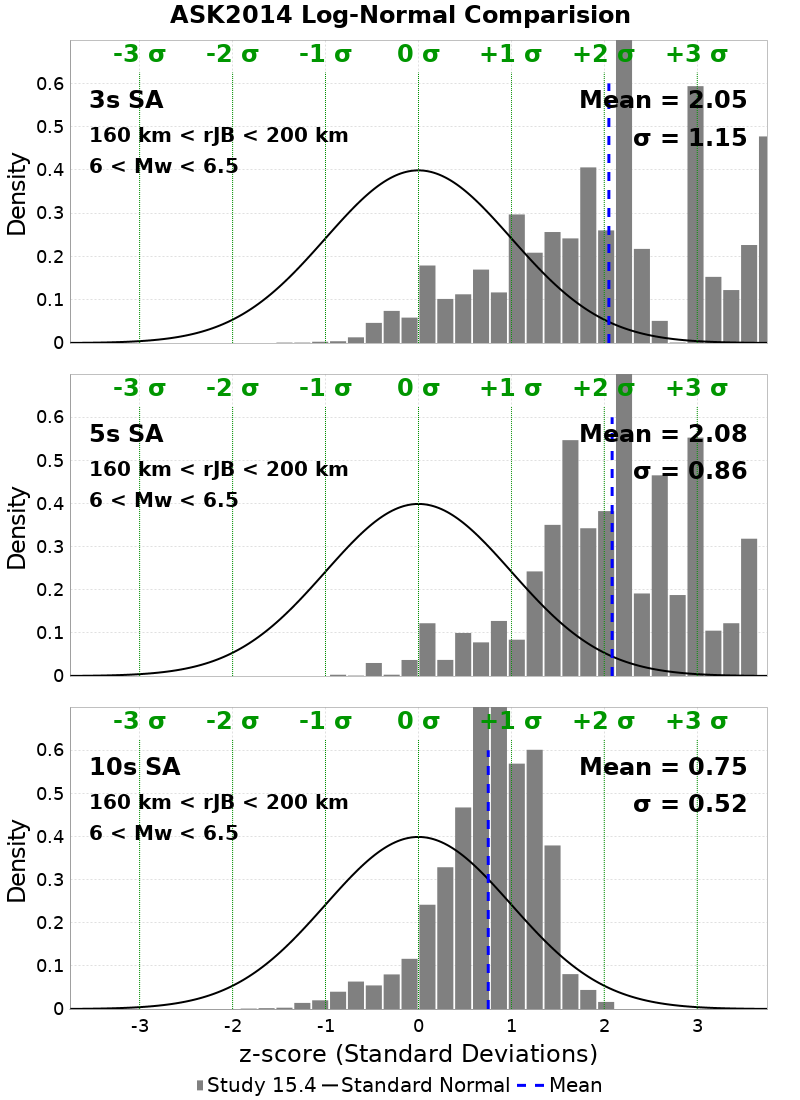 ASK2014 Log-Normal Comparision
-3 σ -2 σ -1 σ 0 σ +1 σ +2 σ +3 σ
3s SA
Mean = 2.05
160 km < rJB < 200 km
σ = 1.15
6 < Mw < 6.5
0.6
0.5
0.4
0.3
0.2
0.1
0
Density
-3 σ -2 σ -1 σ 0 σ +1 σ +2 σ +3 σ
5s SA
Mean = 2.08
160 km < rJB < 200 km
σ = 0.86
6 < Mw < 6.5
0.6
0.5
0.4
0.3
0.2
0.1
0
Density
-3 σ -2 σ -1 σ 0 σ +1 σ +2 σ +3 σ
10s SA
Mean = 0.75
160 km < rJB < 200 km
σ = 0.52
6 < Mw < 6.5
0.6
0.5
0.4
0.3
0.2
0.1
0
Density
-3 -2 -1 0 1 2 3
z-score (Standard Deviations)
Study 15.4 Standard Normal Mean